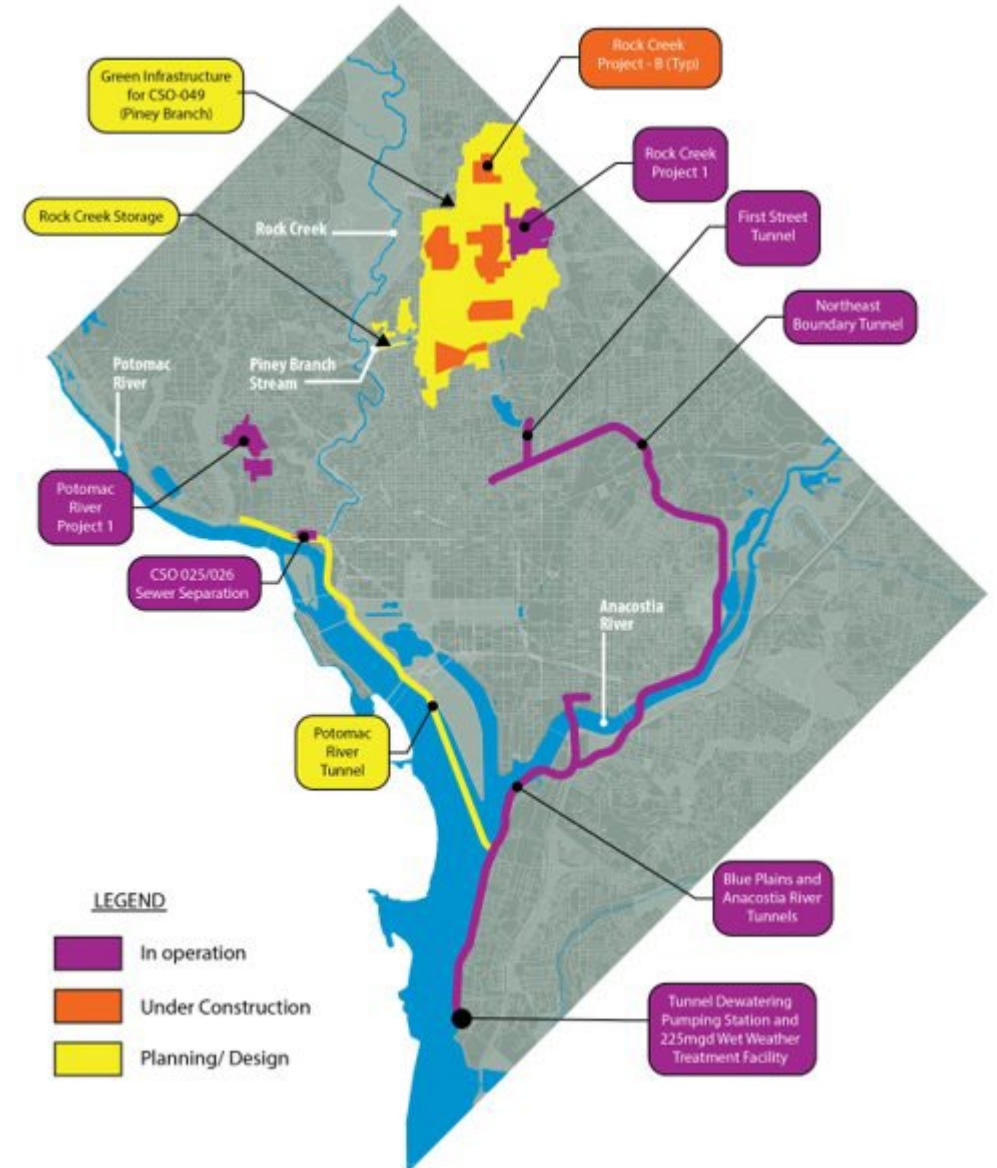 Rock Creek
Project - B (Typ)
Green Infrastructure
for CSO-049
(Piney Branch)
Rock Creek
Project 1
Rock Creek Storage
First Street
Tunnel
Rock Creek
Northeast
Boundary Tunnel
Potomac
River
Piney Branch
Stream
Potomac
River
Project 1
CSO 025/026
Sewer Separation
Anacostia
River
Potomac
River
Tunnel
Blue Plains and
Anacostia River
Tunnels
LEGEND
In operation
Under Construction
Planning/ Design
Tunnel Dewatering
Pumping Station and
225mgd Wet Weather
Treatment Facility